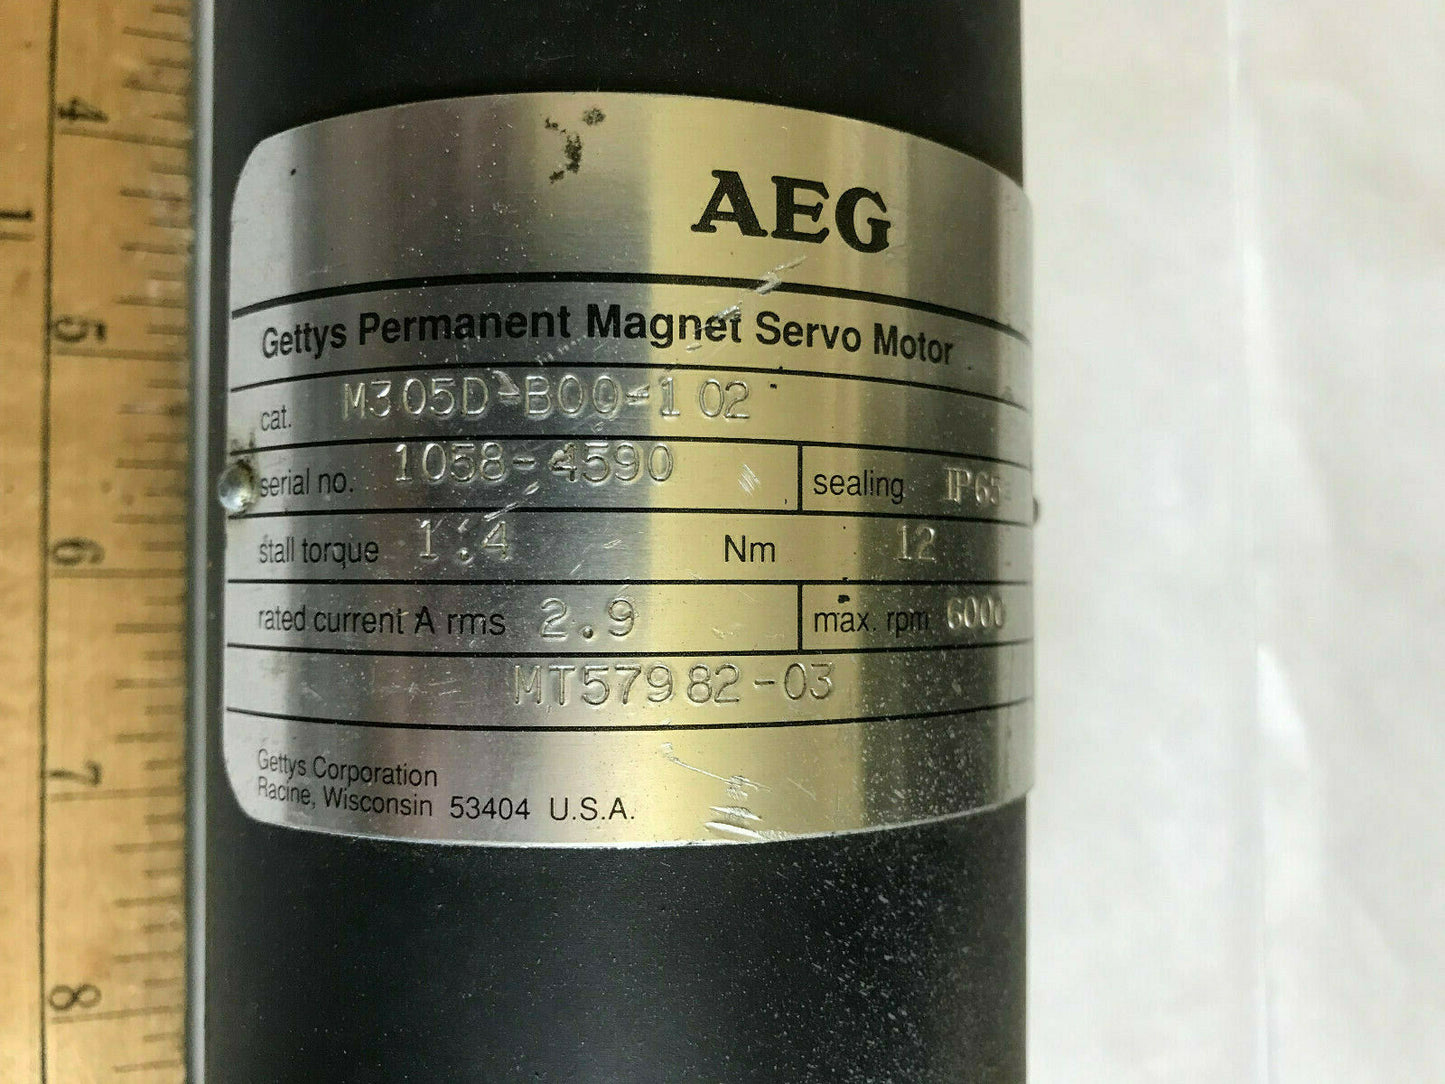 AEG
Gettys Permanent Magnet Servo Motor
cat. M305D-B00-102
serial no. 1058-4590 sealing IP65
stall torque 1.4 Nm 12
rated current A rms 2.9 max. rpm 6000
MT57982-03
Gettys Corporation
Racine, Wisconsin 53404 U.S.A.
4
1
5
6
7
8